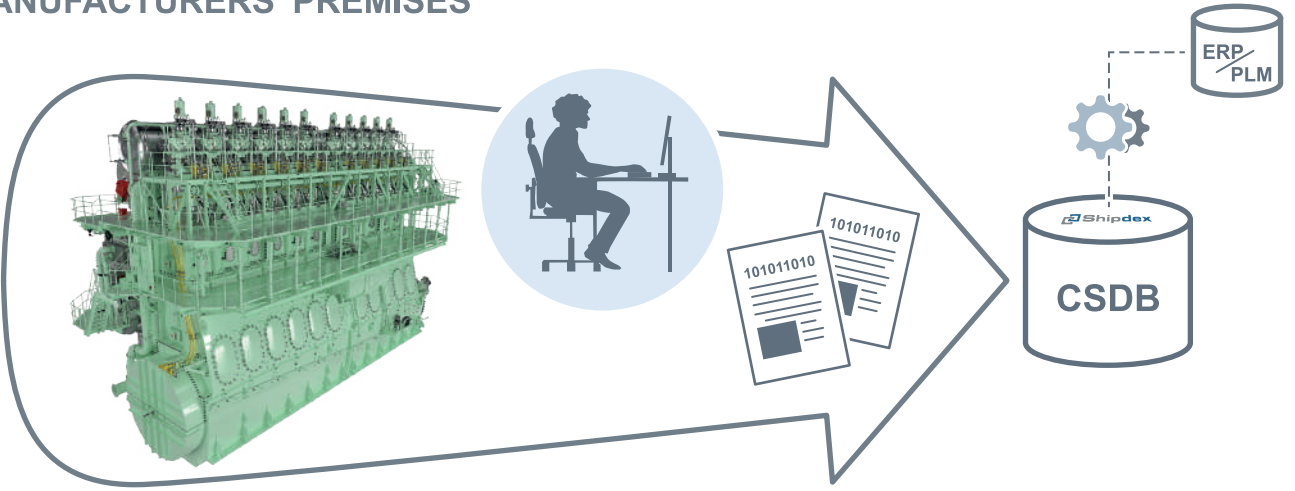 ANUFACTURERS' PREMISES
ERP/
PLM
101011010
101011010
Shipdex
CSDB